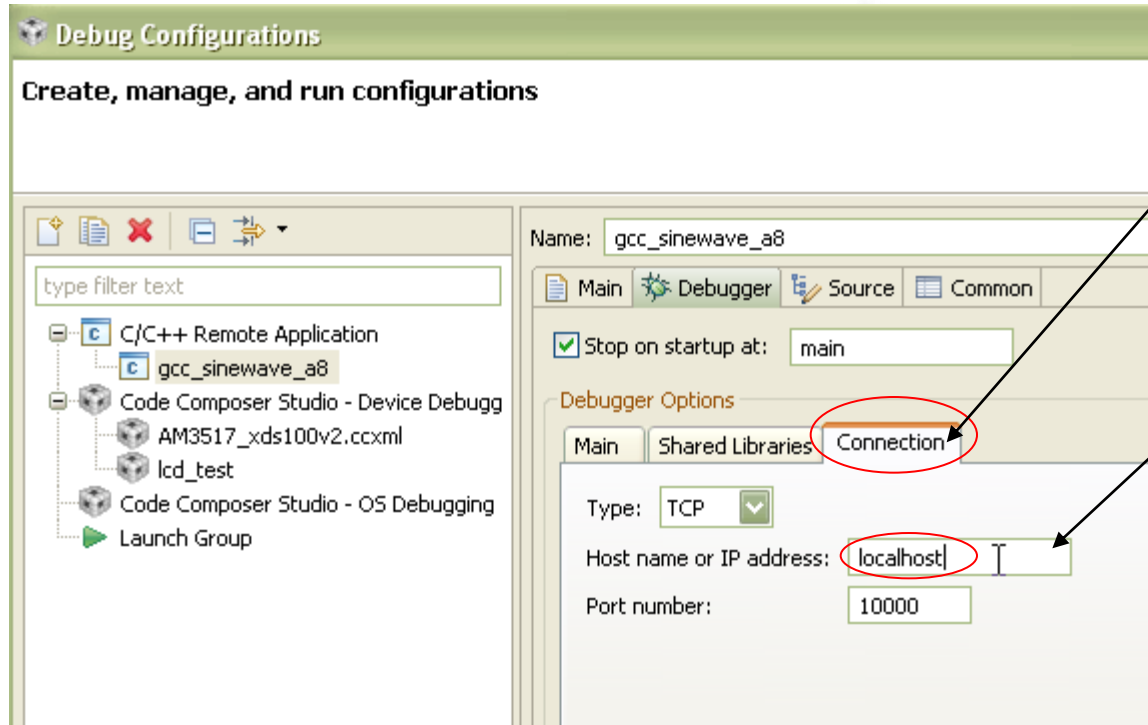 Debug Configurations
Create, manage, and run configurations
type filter text
C/C++ Remote Application
gcc_sinewave_a8
Code Composer Studio - Device Debugg
AM3517_xds100v2.ccxml
lcd_test
Code Composer Studio - OS Debugging
Launch Group
Name: gcc_sinewave_a8
Main Debugger Source Common
Stop on startup at: main
Debugger Options
Main Shared Libraries Connection
Type: TCP
Host name or IP address: localhost
Port number: 10000